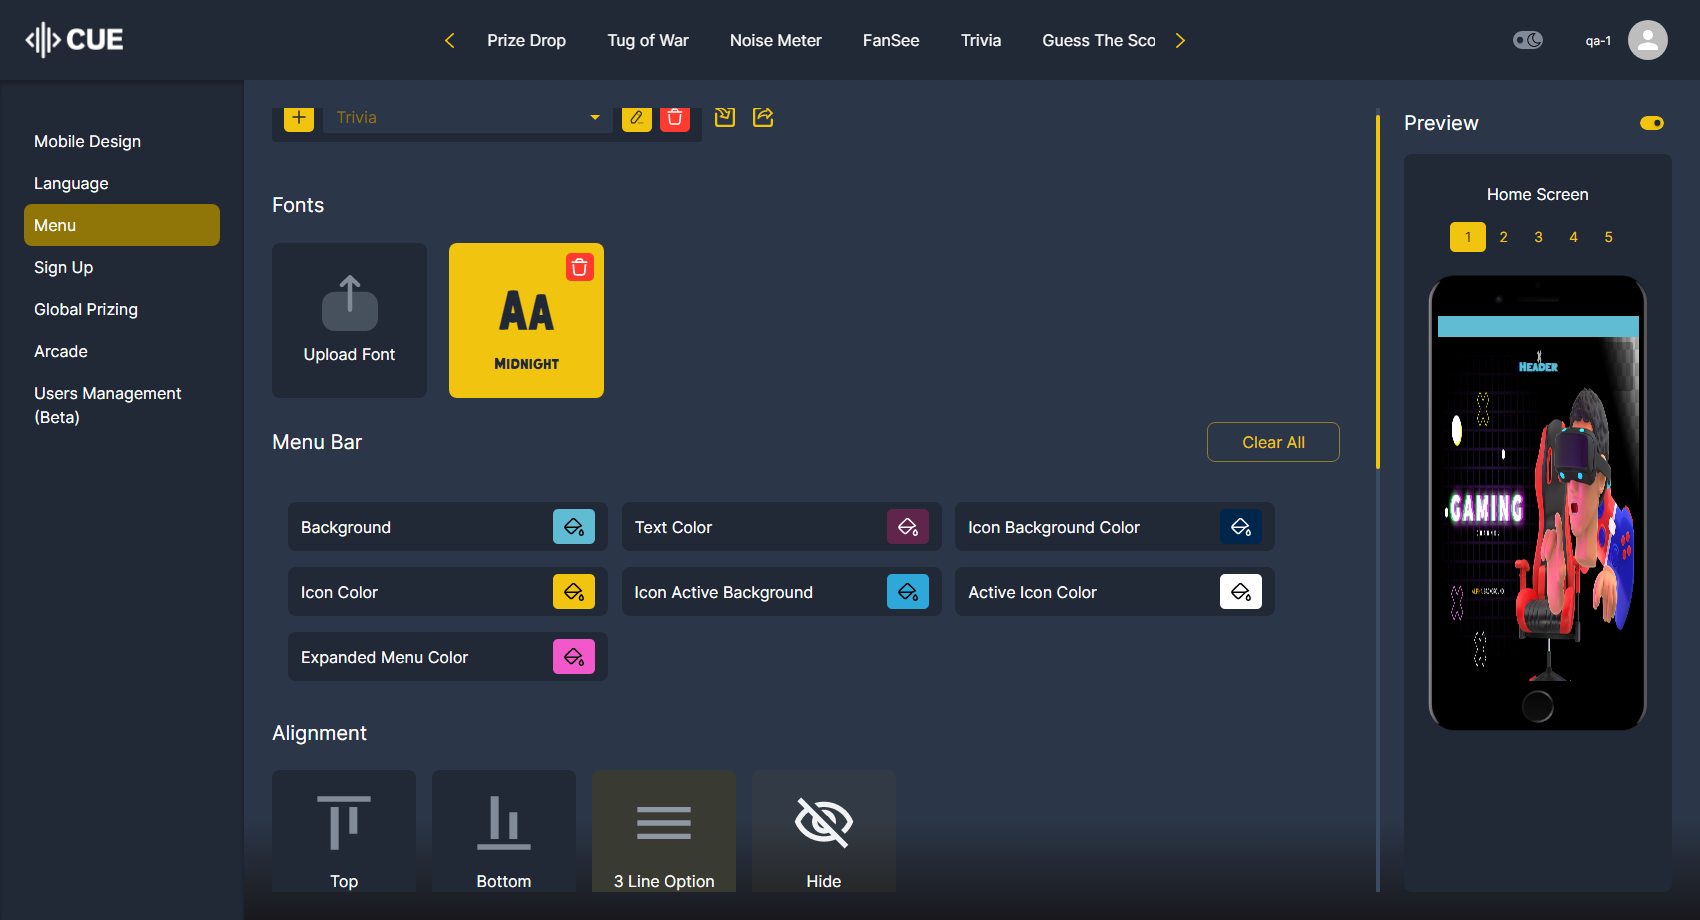 CUE
Prize Drop
Tug of War
Noise Meter
FanSee
Trivia
Guess The Sco
qa-1
Mobile Design
Language
Menu
Sign Up
Global Prizing
Arcade
Users Management
(Beta)
Trivia
Fonts
Upload Font
AA
MIDNIGHT
Menu Bar
Clear All
Background
Text Color
Icon Background Color
Icon Color
Icon Active Background
Active Icon Color
Expanded Menu Color
Alignment
Top
Bottom
3 Line Option
Hide
Preview
Home Screen
1 2 3 4 5
HEADER
GAMING
CHANNEL